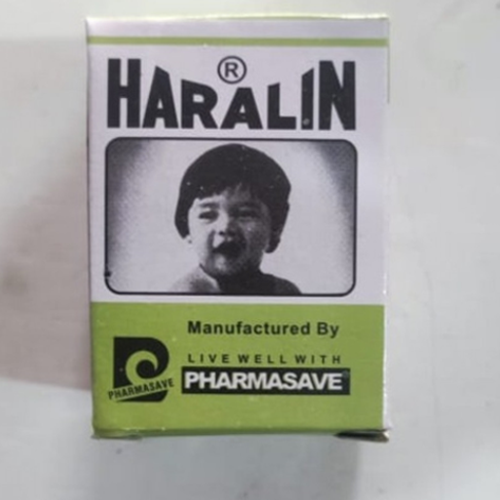 ®
HARALIN
Manufactured By
LIVE WELL WITH
PHARMASAVE
PHARMASAVE